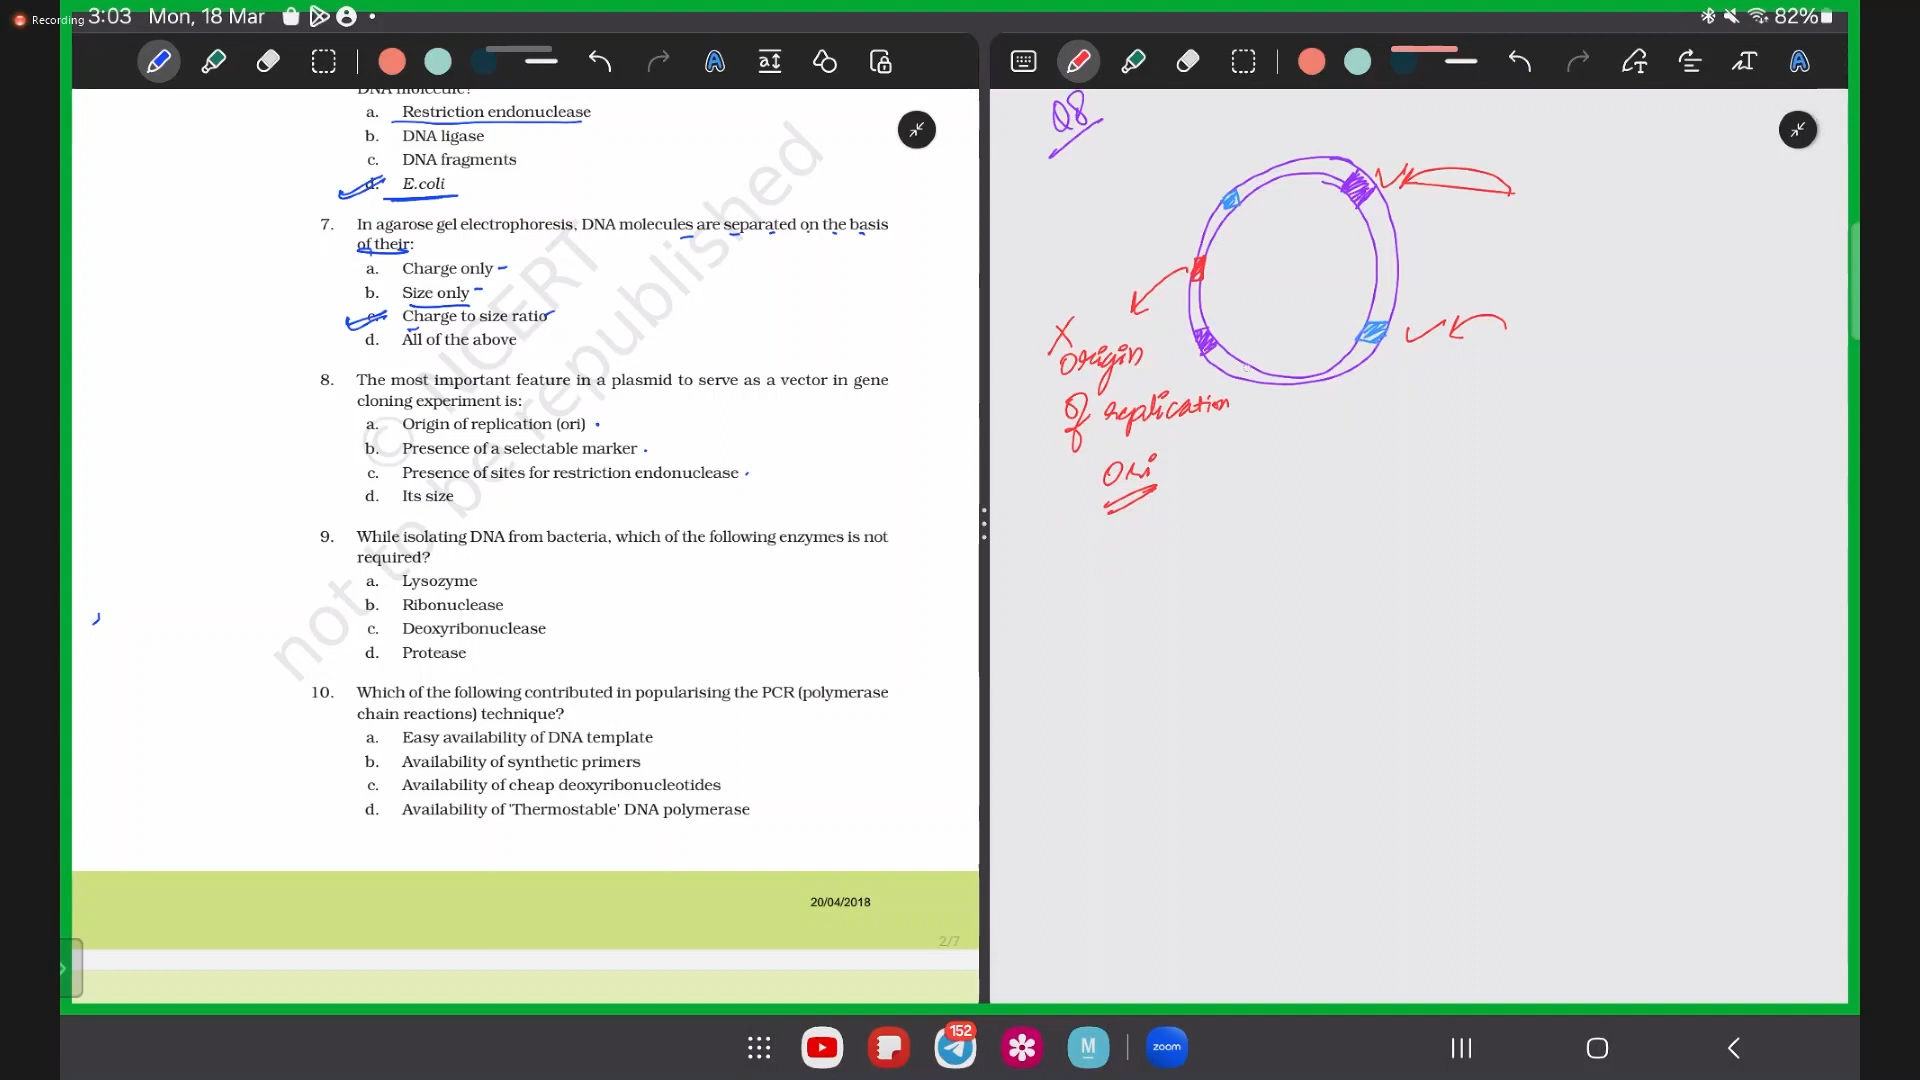 Recording
3:03 Mon, 18 Mar
82%
DNA molecule?
a. Restriction endonuclease
b. DNA ligase
c. DNA fragments
d. E.coli
7. In agarose gel electrophoresis, DNA molecules are separated on the basis
of their:
a. Charge only
b. Size only
c. Charge to size ratio
d. All of the above
8. The most important feature in a plasmid to serve as a vector in gene
cloning experiment is:
a. Origin of replication (ori)
b. Presence of a selectable marker
c. Presence of sites for restriction endonuclease
d. Its size
9. While isolating DNA from bacteria, which of the following enzymes is not
required?
a. Lysozyme
b. Ribonuclease
c. Deoxyribonuclease
d. Protease
10. Which of the following contributed in popularising the PCR (polymerase
chain reactions) technique?
a. Easy availability of DNA template
b. Availability of synthetic primers
c. Availability of cheap deoxyribonucleotides
d. Availability of 'Thermostable' DNA polymerase
© NCERT
not to be republished
20/04/2018
2/7
Q8
X
origin
of replication
ori
152
M
zoom